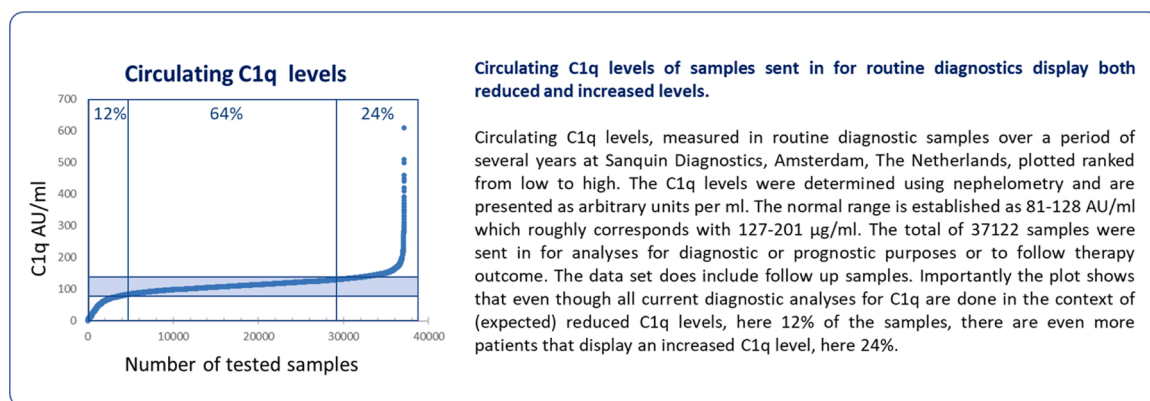 Circulating C1q levels
700
600
500
400
300
200
100
0
C1q AU/ml
12%
64%
24%
0
10000
20000
30000
40000
Number of tested samples
Circulating C1q levels of samples sent in for routine diagnostics display both
reduced and increased levels.
Circulating C1q levels, measured in routine diagnostic samples over a period of
several years at Sanquin Diagnostics, Amsterdam, The Netherlands, plotted ranked
from low to high. The C1q levels were determined using nephelometry and are
presented as arbitrary units per ml. The normal range is established as 81-128 AU/ml
which roughly corresponds with 127-201 µg/ml. The total of 37122 samples were
sent in for analyses for diagnostic or prognostic purposes or to follow therapy
outcome. The data set does include follow up samples. Importantly the plot shows
that even though all current diagnostic analyses for C1q are done in the context of
(expected) reduced C1q levels, here 12% of the samples, there are even more
patients that display an increased C1q level, here 24%.